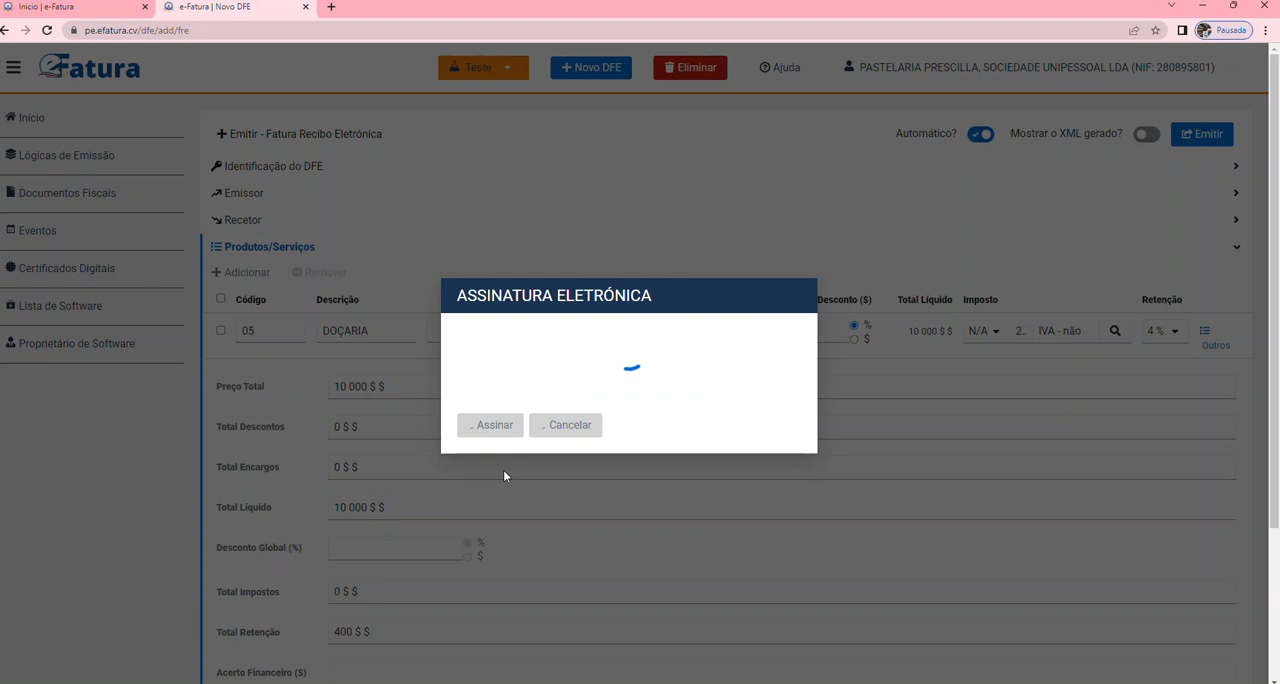 Início | e-Fatura
e-Fatura | Novo DFE
pe.efatura.cv/dfe/add/fre
Pausada
eFatura
Teste
+ Novo DFE
Eliminar
Ajuda
PASTELARIA PRESCILLA, SOCIEDADE UNIPESSOAL LDA (NIF: 280895801)
Início
Lógicas de Emissão
Documentos Fiscais
Eventos
Certificados Digitais
Lista de Software
Proprietário de Software
+ Emitir - Fatura Recibo Eletrónica
Automático?
Mostrar o XML gerado?
Emitir
Identificação do DFE
Emissor
Recetor
Produtos/Serviços
+ Adicionar
Remover
Código
Descrição
Desconto ($)
Total Líquido
Imposto
Retenção
05
DOÇARIA
%
$
10 000 $ $
N/A
2..
IVA - não
4 %
Outros
ASSINATURA ELETRÓNICA
Assinar
Cancelar
Preço Total
10 000 $ $
Total Descontos
0 $ $
Total Encargos
0 $ $
Total Líquido
10 000 $ $
Desconto Global (%)
%
$
Total Impostos
0 $ $
Total Retenção
400 $ $
Acerto Financeiro ($)